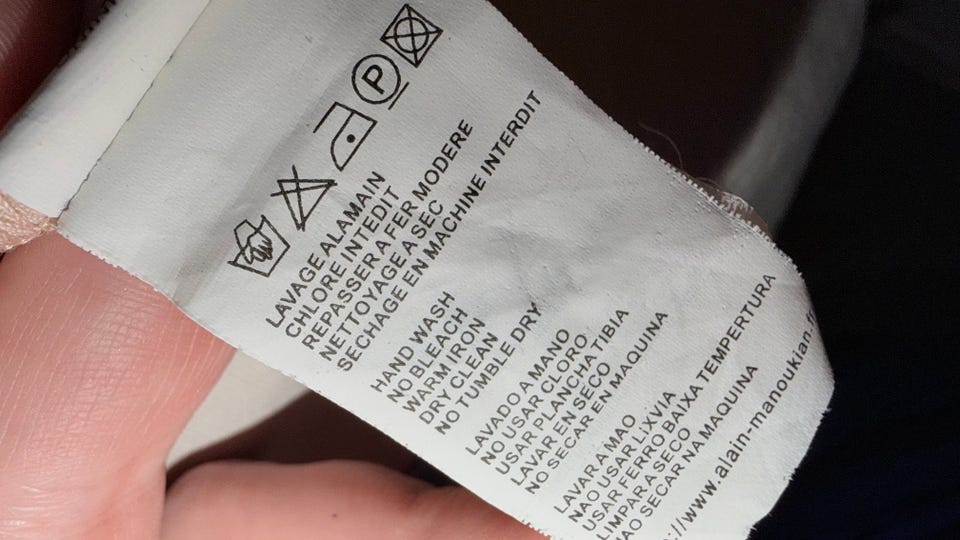 P
LAVAGE ALAMAIN
CHLORE INTEDIT
REPASSER A FER MODERE
NETTOYAGE A SEC
SECHAGE EN MACHINE INTERDIT
HAND WASH
NO BLEACH
WARM IRON
DRY CLEAN
NO TUMBLE DRY
LAVADO A MANO
NO USAR CLORO
USAR PLANCHA TIBIA
LAVAR EN SECO
NO SECAR EN MAQUINA
LAVAR A MAO
NAO USAR LIXVIA
USAR FERRO BAIXA TEMPERTURA
LIMPAR A SECO
NAO SECAR NA MAQUINA
://www.alain-manoukian.f